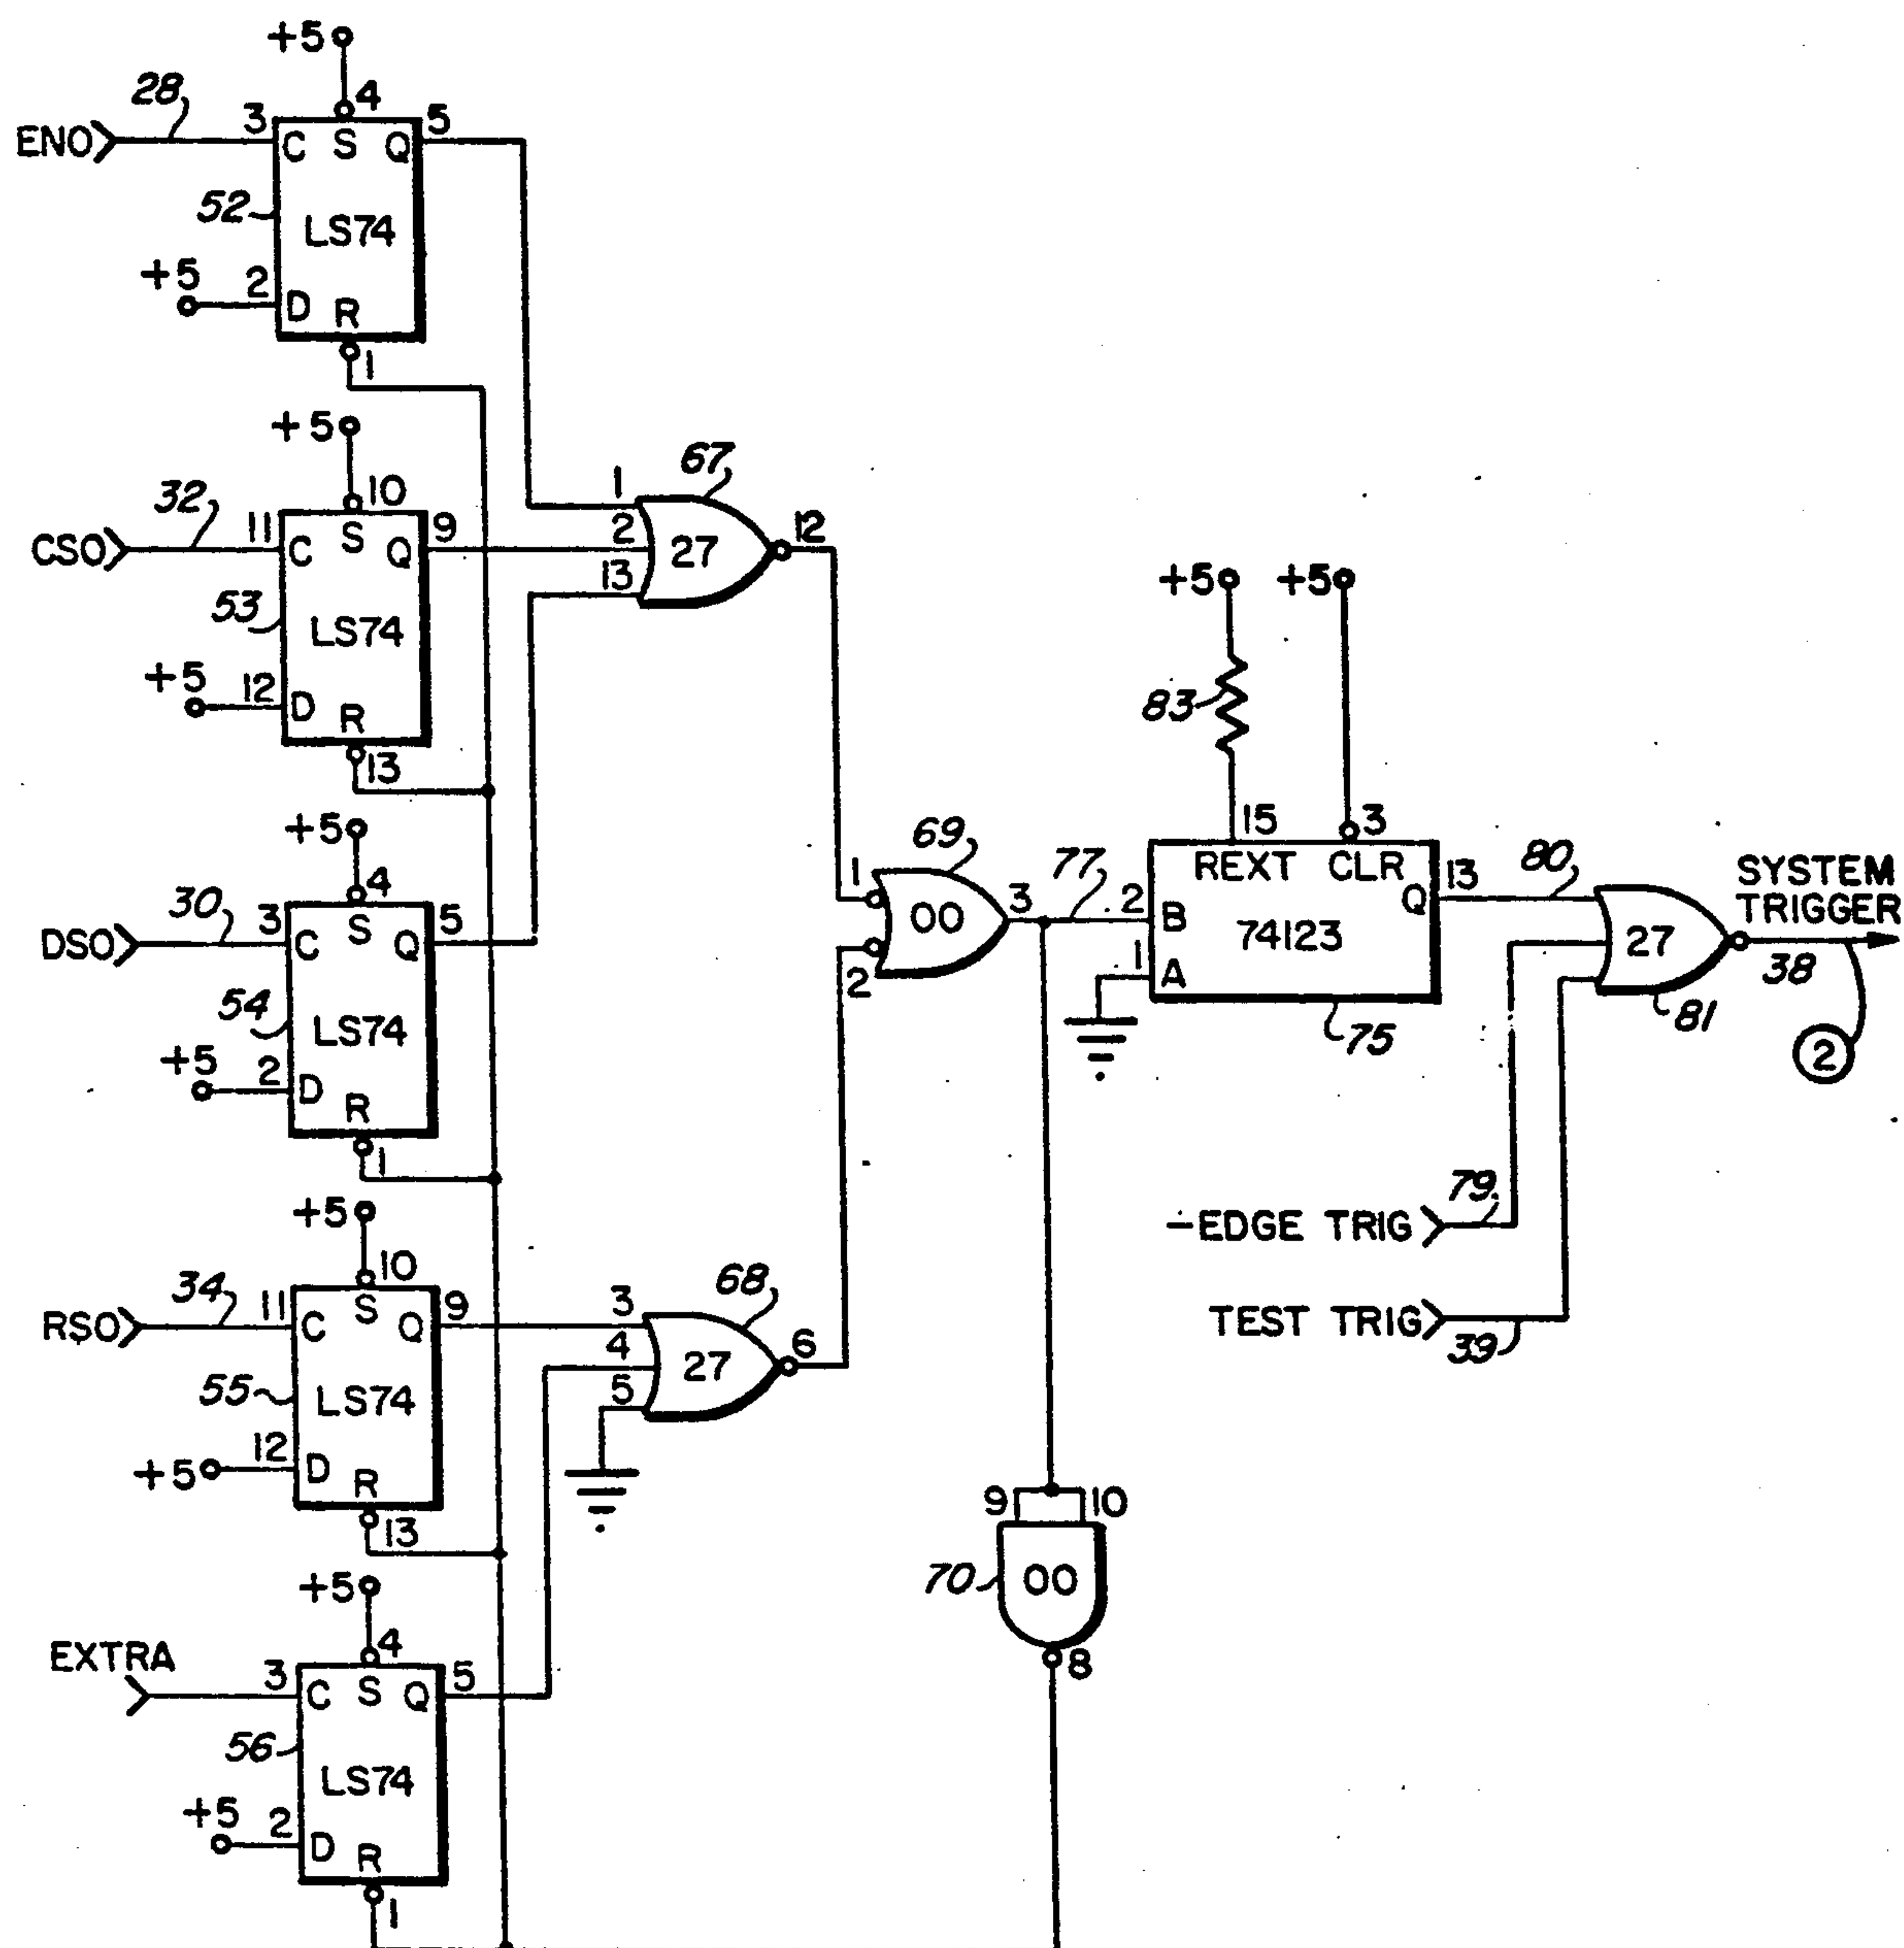 +5
28
4
3
5
ENO
C S Q
52
LS74
+5
2
D
R
1
+5
10
67
32
11
9
1
2
13
12
CSO
C S Q
27
53
LS74
+5
12
D
R
13
+5 +5
83
+5
4
69
1
2
3
77
15
3
80
30
3
5
DSO
C S Q
00
2
1
B
A
REXT CLR
74123
Q
13
27
SYSTEM
TRIGGER
38
54
LS74
75
81
2
+5
2
D
R
1
+5
10
79
-EDGE TRIG
34
11
9
68
RSO
C S Q
3
4
5
27
6
TEST TRIG
39
55
LS74
+5
12
D
R
13
9
10
70
00
8
+5
4
EXTRA
3
5
C S Q
56
LS74
+5
2
D
R
1